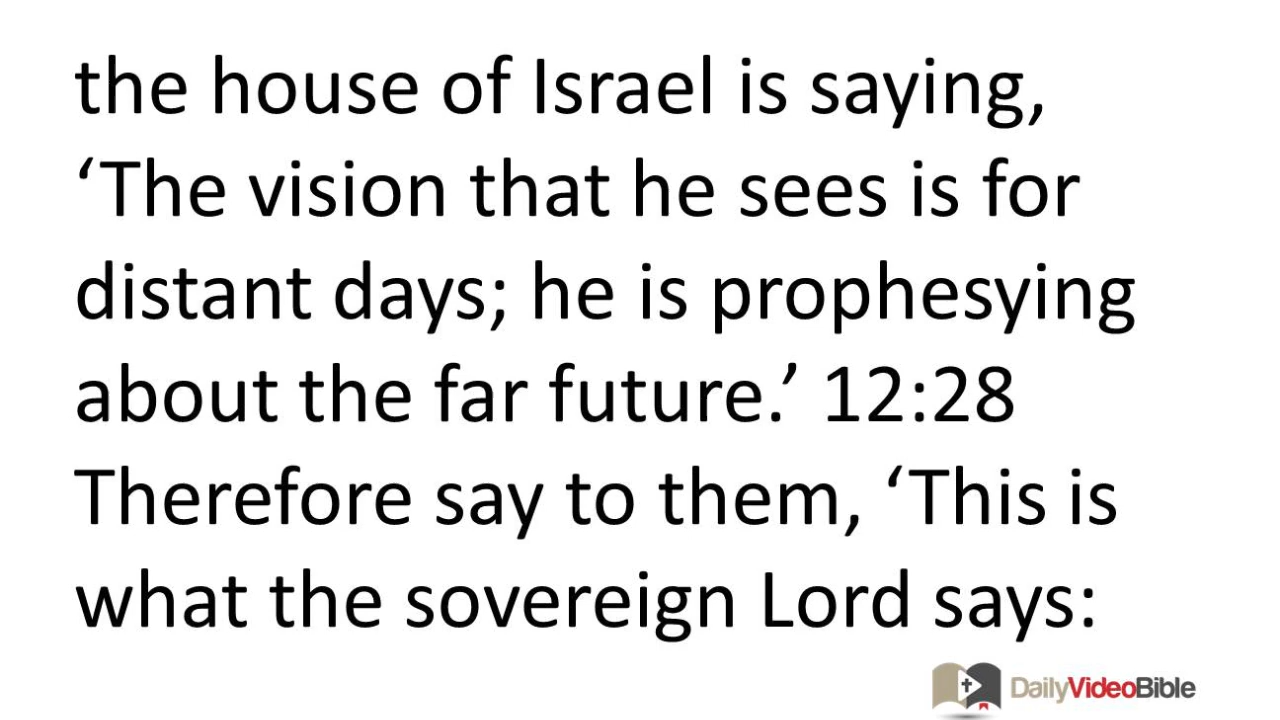 the house of Israel is saying,
‘The vision that he sees is for
distant days; he is prophesying
about the far future.’ 12:28
Therefore say to them, ‘This is
what the sovereign Lord says:
DailyVideoBible